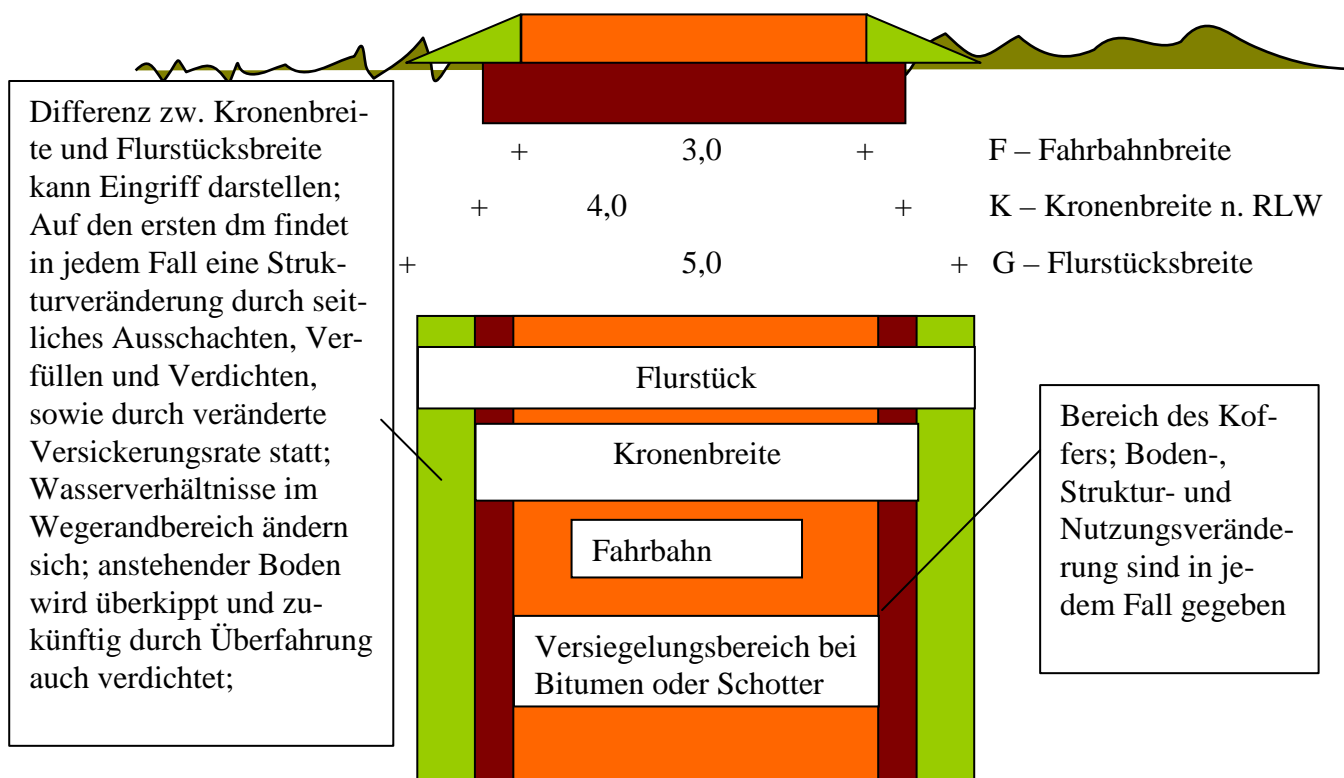 Differenz zw. Kronenbrei-
te und Flurstücksbreite
kann Eingriff darstellen;
Auf den ersten dm findet
in jedem Fall eine Struk-
turveränderung durch seit-
liches Ausschachten, Ver-
füllen und Verdichten,
sowie durch veränderte
Versickerungsrate statt;
Wasserverhältnisse im
Wegerandbereich ändern
sich; anstehender Boden
wird überkippt und zu-
künftig durch Überfahrung
auch verdichtet;
+ 3,0 + F – Fahrbahnbreite
+ 4,0 + K – Kronenbreite n. RLW
+ 5,0 + G – Flurstücksbreite
Flurstück
Kronenbreite
Fahrbahn
Versiegelungsbereich bei
Bitumen oder Schotter
Bereich des Kof-
fers; Boden-,
Struktur- und
Nutzungsverände-
rung sind in je-
dem Fall gegeben